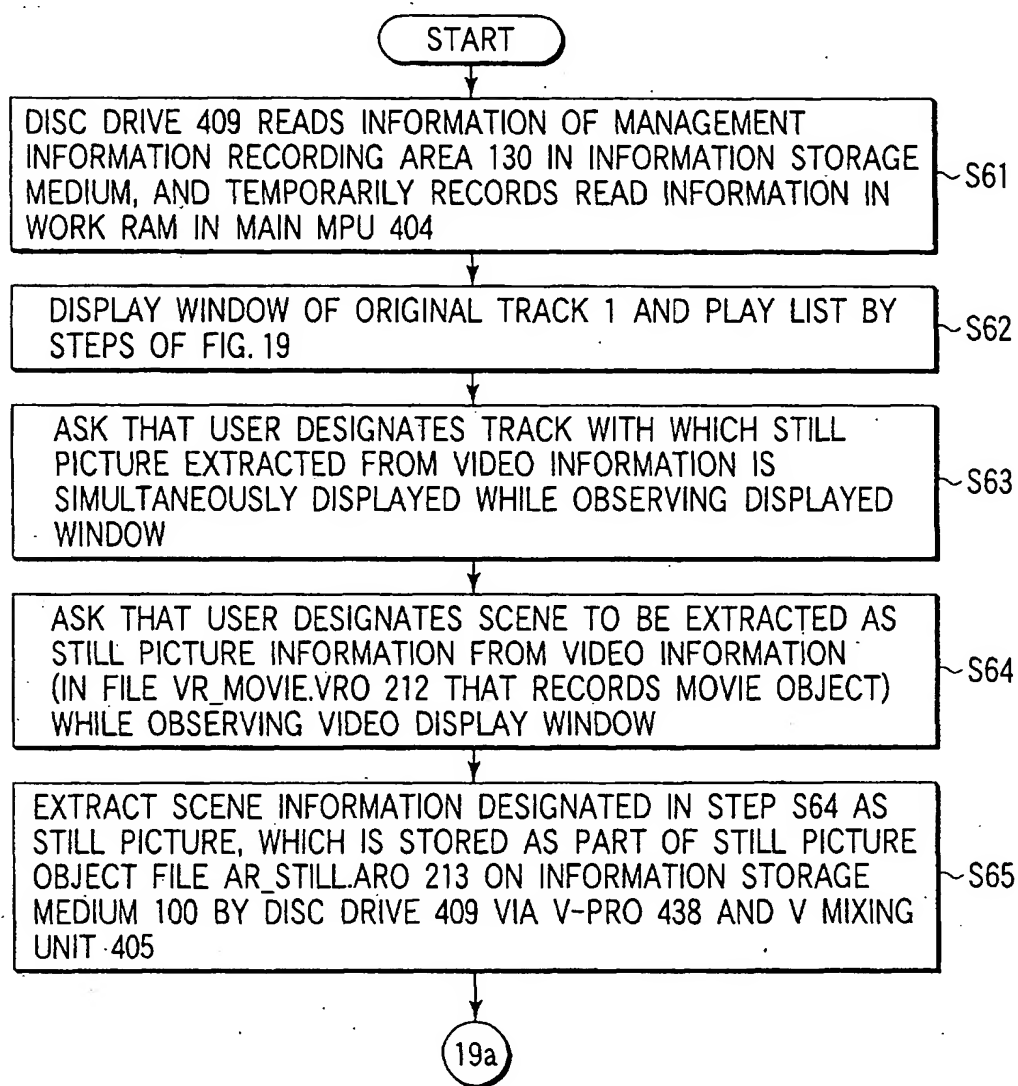 START
DISC DRIVE 409 READS INFORMATION OF MANAGEMENT
INFORMATION RECORDING AREA 130 IN INFORMATION STORAGE
MEDIUM, AND TEMPORARILY RECORDS READ INFORMATION IN
WORK RAM IN MAIN MPU 404
S61
DISPLAY WINDOW OF ORIGINAL TRACK 1 AND PLAY LIST BY
STEPS OF FIG. 19
S62
ASK THAT USER DESIGNATES TRACK WITH WHICH STILL
PICTURE EXTRACTED FROM VIDEO INFORMATION IS
SIMULTANEOUSLY DISPLAYED WHILE OBSERVING DISPLAYED
WINDOW
S63
ASK THAT USER DESIGNATES SCENE TO BE EXTRACTED AS
STILL PICTURE INFORMATION FROM VIDEO INFORMATION
(IN FILE VR_MOVIE.VRO 212 THAT RECORDS MOVIE OBJECT)
WHILE OBSERVING VIDEO DISPLAY WINDOW
S64
EXTRACT SCENE INFORMATION DESIGNATED IN STEP S64 AS
STILL PICTURE, WHICH IS STORED AS PART OF STILL PICTURE
OBJECT FILE AR_STILL.ARO 213 ON INFORMATION STORAGE
MEDIUM 100 BY DISC DRIVE 409 VIA V-PRO 438 AND V MIXING
UNIT 405
S65
19a